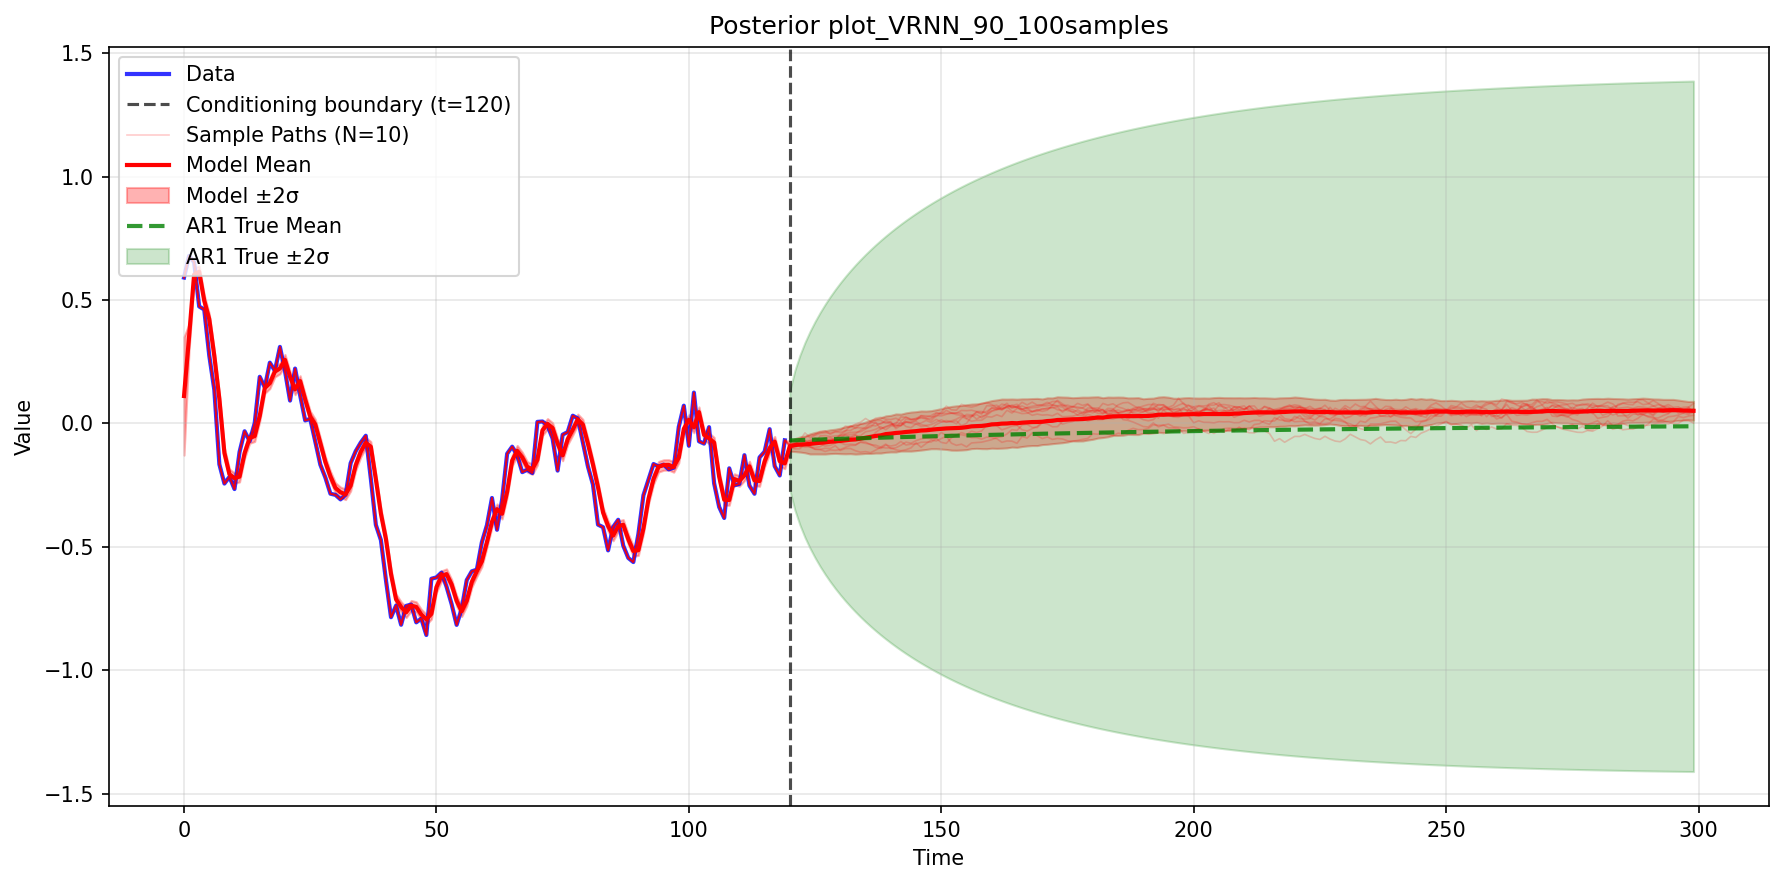 Posterior plot_VRNN_90_100samples
Data
Conditioning boundary (t=120)
Sample Paths (N=10)
Model Mean
Model ±2σ
AR1 True Mean
AR1 True ±2σ
1.5
1.0
0.5
0.0
−0.5
−1.0
−1.5
Value
0 50 100 150 200 250 300
Time